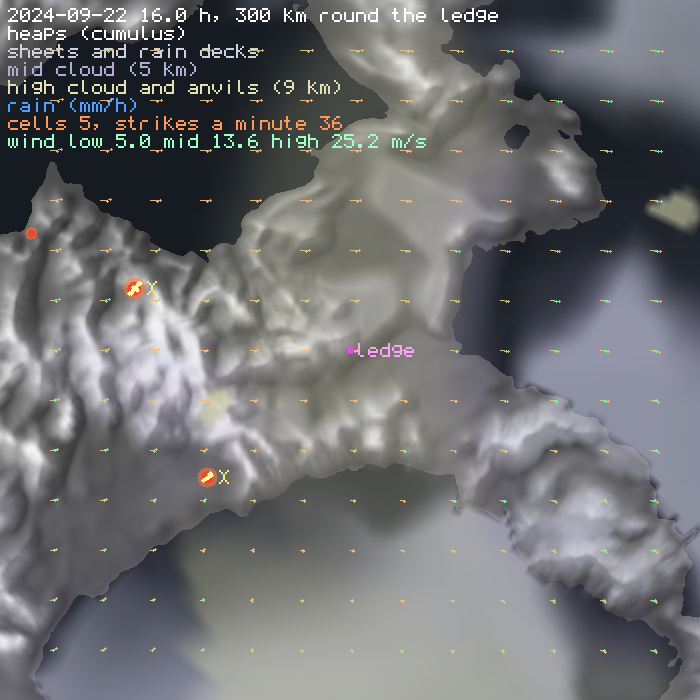 2024-09-22 16.0 h, 300 km round the ledge
heaps (cumulus)
sheets and rain decks
mid cloud (5 km)
high cloud and anvils (9 km)
rain (mm/h)
cells 5, strikes a minute 36
wind low 5.0 mid 13.6 high 25.2 m/s
X
ledge
X